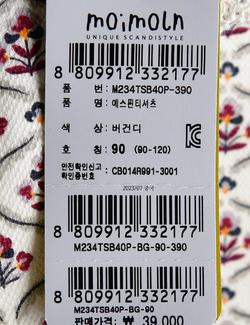 moimoln
UNIQUE SCANDISTYLE
8 809912 332177
품 번: M234TSB40P-390
품 명: 에스핀티셔츠
색 상: 버건디
호 칭: 90 (90-120)
안전확인신고
확인증번호 : CB014R991-3001
2023/07 중국
8 809912 332177
M234TSB40P-BG-90-390
8 809912 332177
M234TSB40P-BG-90
판매가격: ₩ 39,000